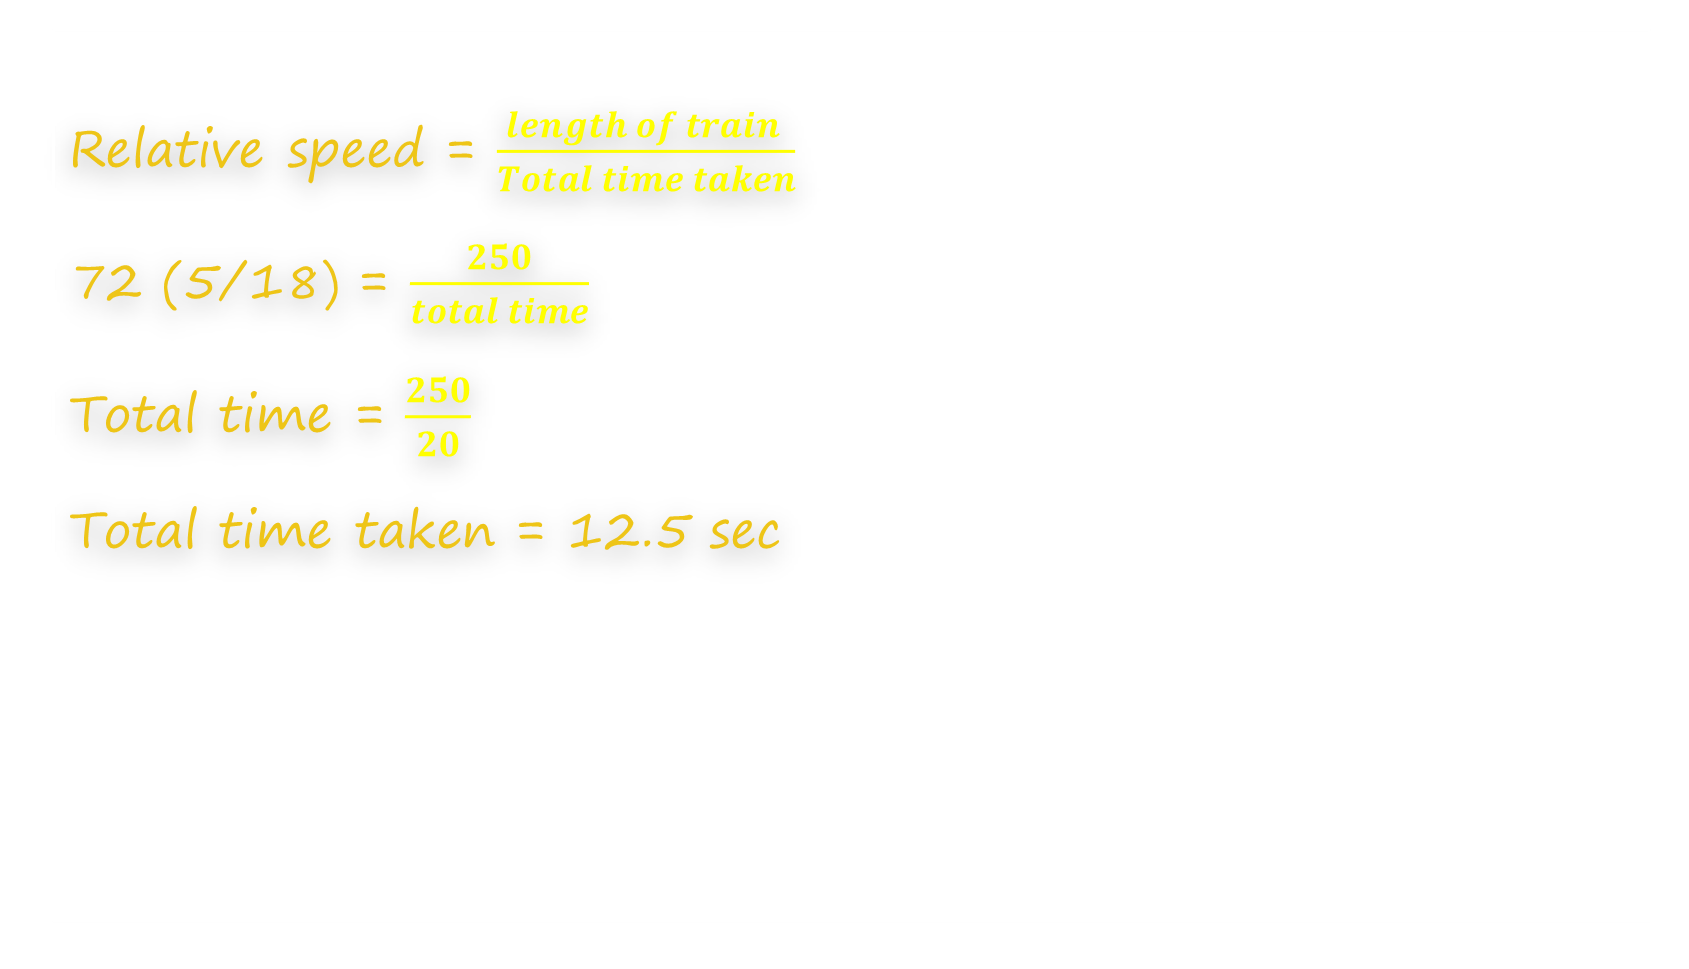 Relative speed = length of train / Total time taken
72 (5/18) = 250 / total time
Total time = 250 / 20
Total time taken = 12.5 sec